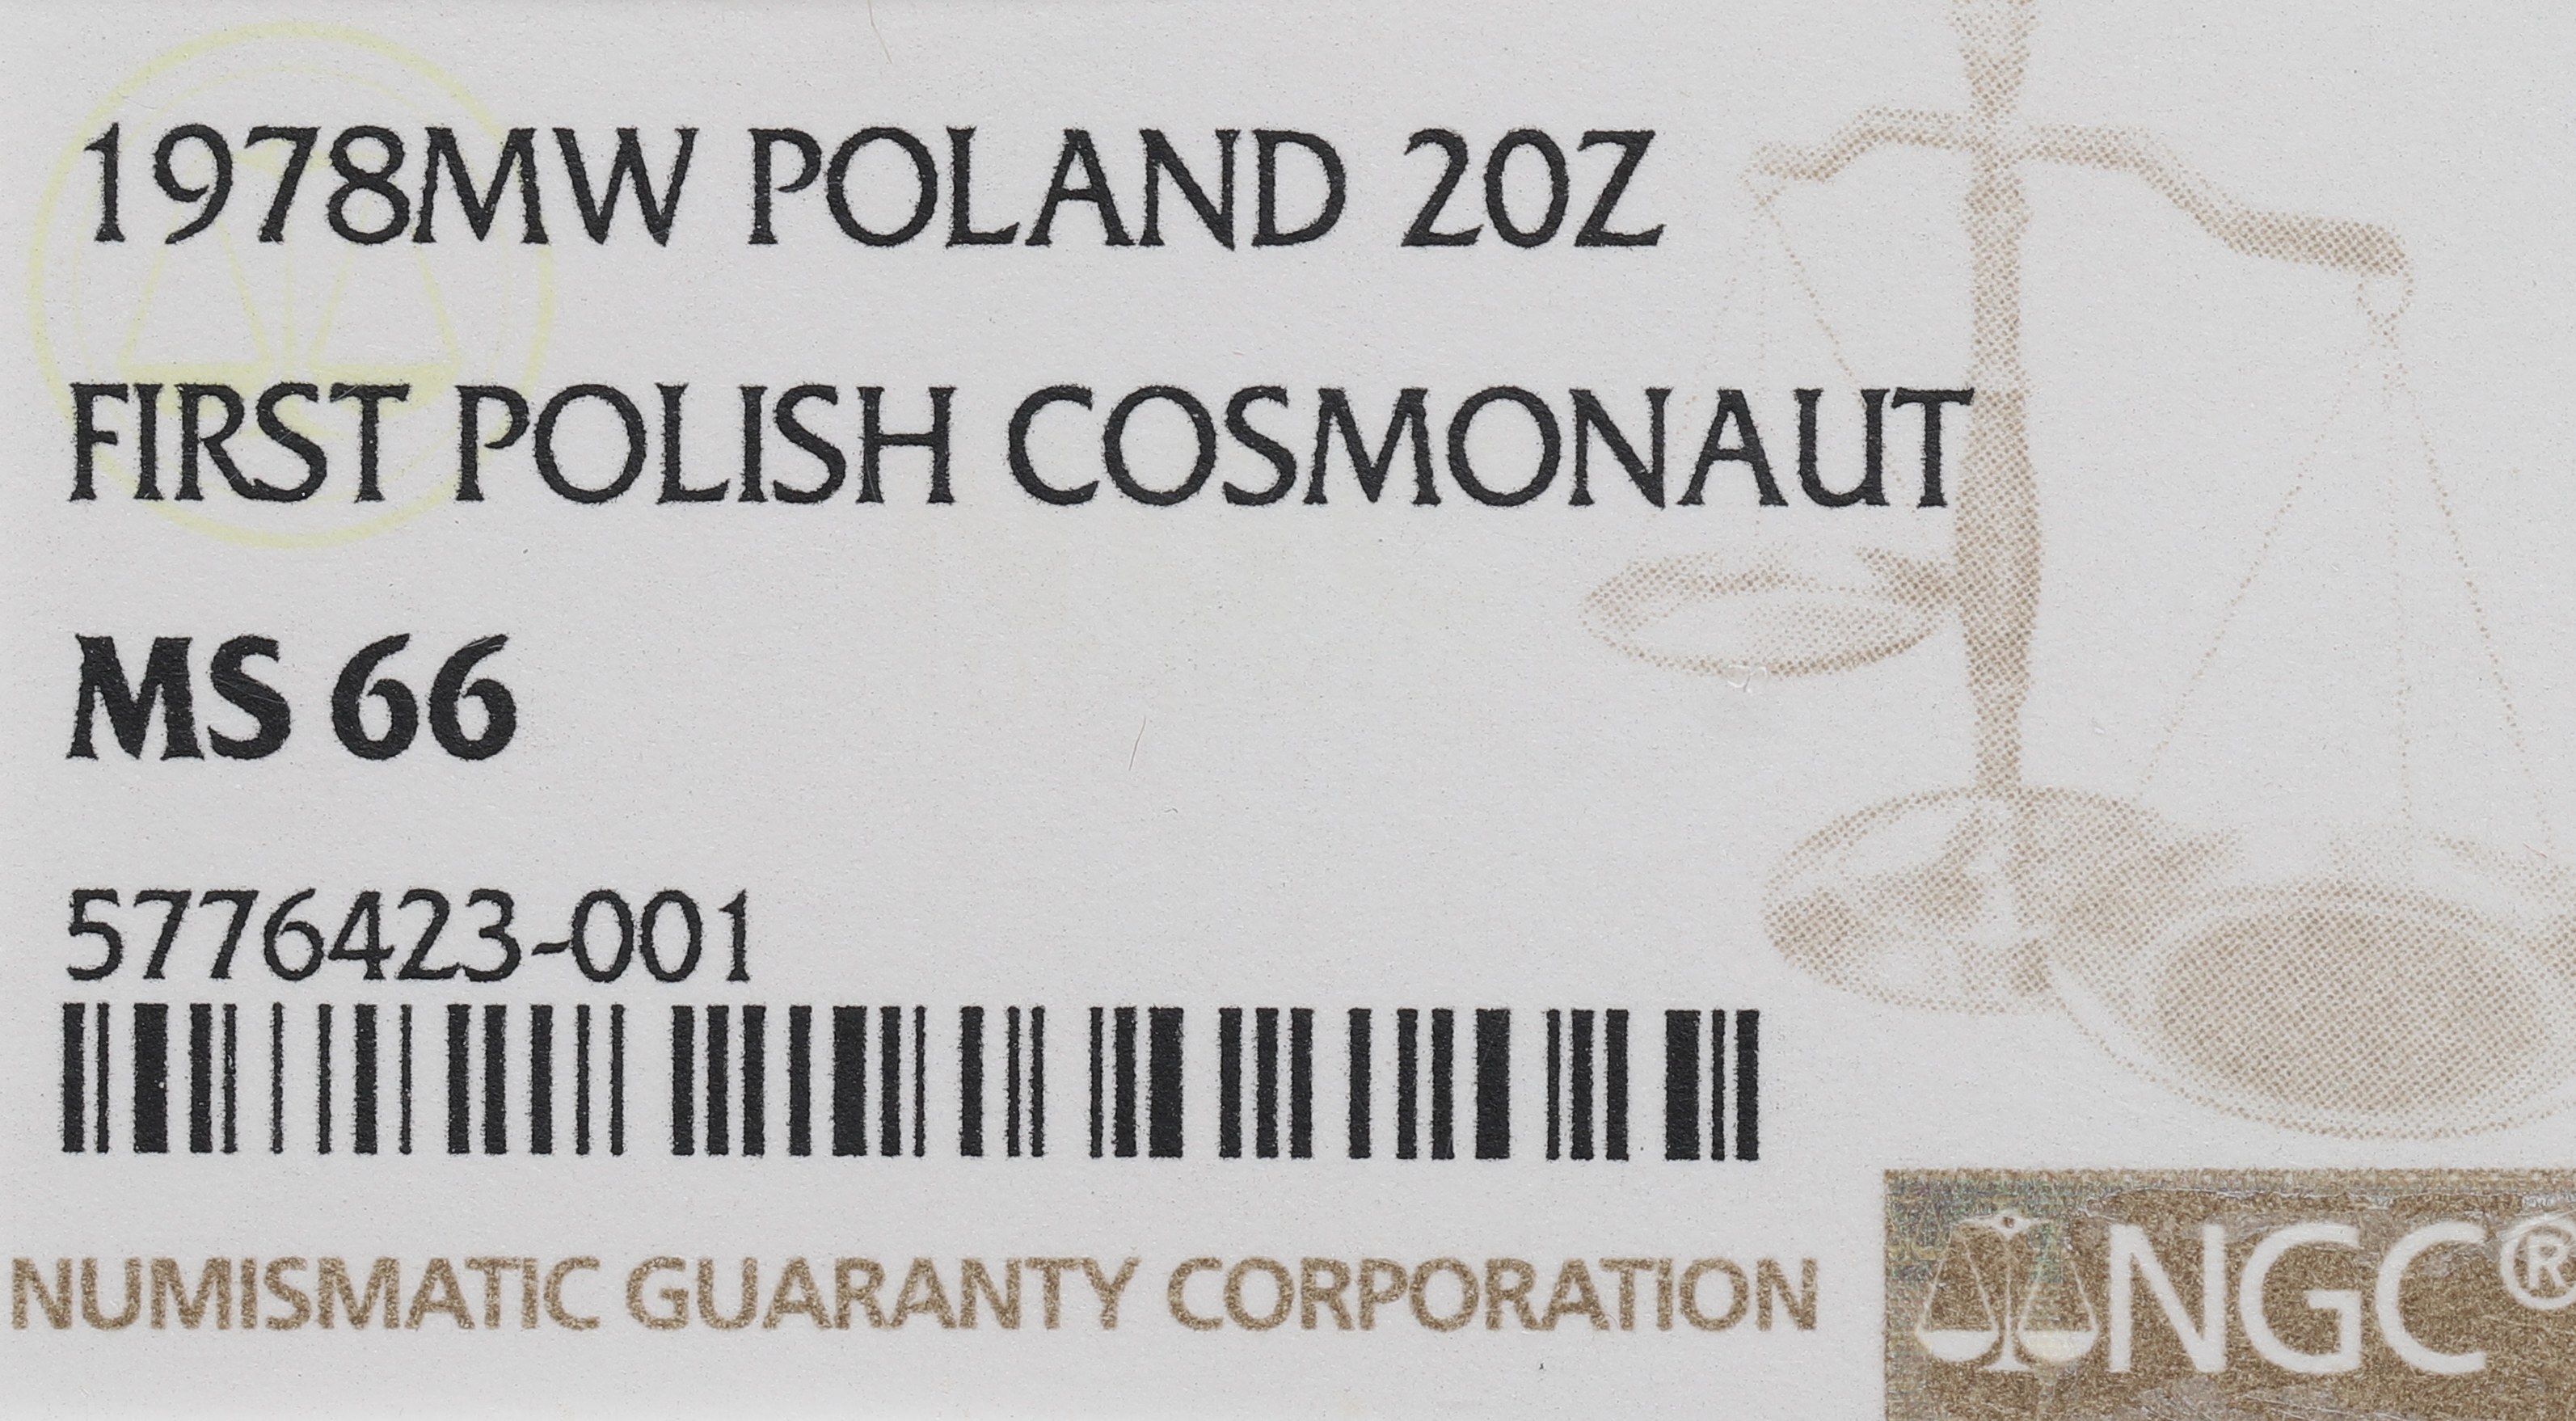 1978MW POLAND 20Z
FIRST POLISH COSMONAUT
MS 66
5776423-001
NUMISMATIC GUARANTY CORPORATION
NGC®